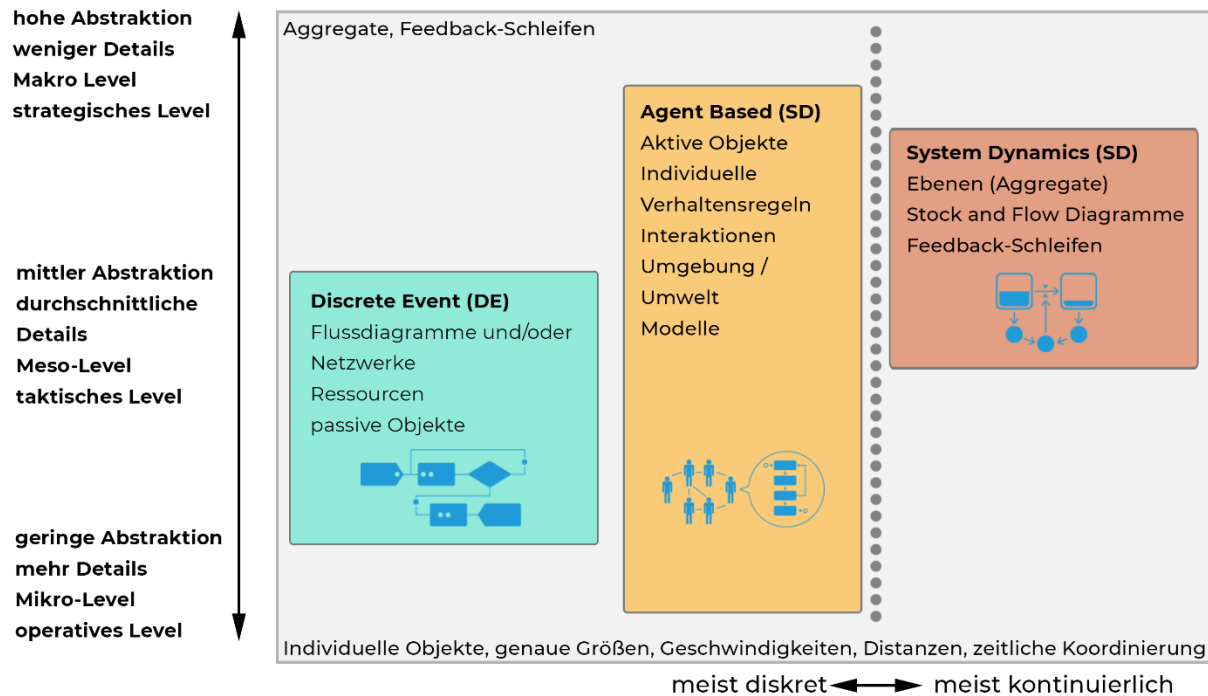 hohe Abstraktion
weniger Details
Makro Level
strategisches Level
mittler Abstraktion
durchschnittliche
Details
Meso-Level
taktisches Level
geringe Abstraktion
mehr Details
Mikro-Level
operatives Level
Aggregate, Feedback-Schleifen
Discrete Event (DE)
Flussdiagramme und/oder
Netzwerke
Ressourcen
passive Objekte
Agent Based (SD)
Aktive Objekte
Individuelle
Verhaltensregeln
Interaktionen
Umgebung /
Umwelt
Modelle
System Dynamics (SD)
Ebenen (Aggregate)
Stock and Flow Diagramme
Feedback-Schleifen
Individuelle Objekte, genaue Größen, Geschwindigkeiten, Distanzen, zeitliche Koordinierung
meist diskret
meist kontinuierlich